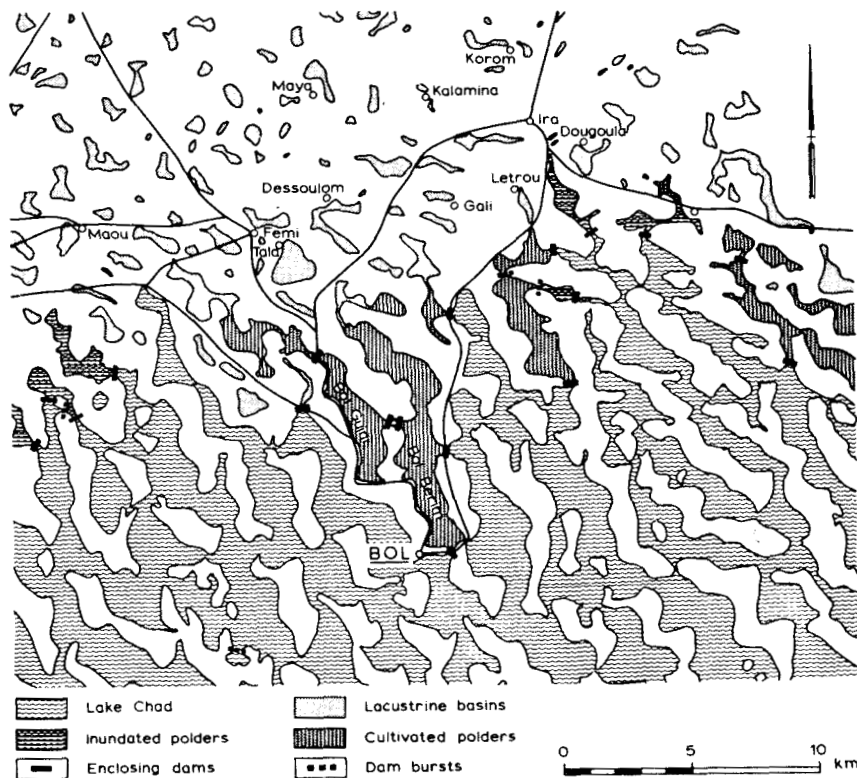 Korom
Maya
Kalamina
Ira
Dougoula
Dessoulom
Letrou
Gali
Maou
Femi
Tala
BOL
Lake Chad
Lacustrine basins
Inundated polders
Cultivated polders
Enclosing dams
Dam bursts
0 5 10
km